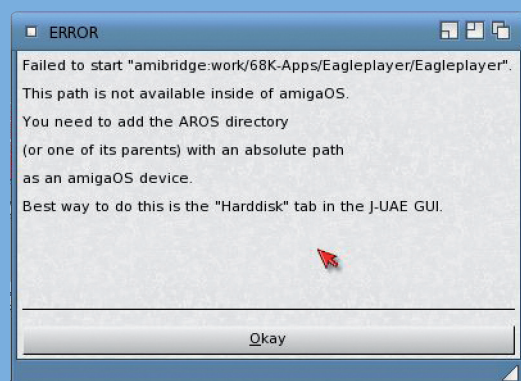 ERROR
Failed to start "amibridge:work/68K-Apps/Eagleplayer/Eagleplayer".
This path is not available inside of amigaOS.
You need to add the AROS directory
(or one of its parents) with an absolute path
as an amigaOS device.
Best way to do this is the "Harddisk" tab in the J-UAE GUI.
Okay